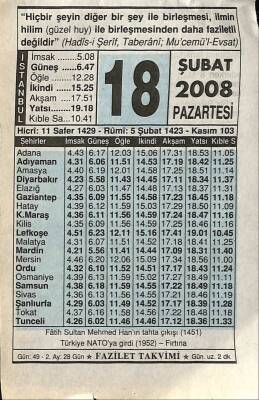 "Hiçbir şeyin diğer bir şey ile birleşmesi, ilmin
hilim (güzel huy) ile birleşmesinden daha faziletli
değildir" (Hadîs-i Şerîf, Taberânî; Mu'cemü'l-Evsat)
İSTANBUL
İmsak.........5.08
Güneş........6.47
Öğle..........12.28
İkindi ......15.25
Akşam ......17.51
Yatsı.........19.18
Kıble Sa...10.41
18
ŞUBAT
2008
PAZARTESİ
Hicrî: 11 Safer 1429 - Rûmî: 5 Şubat 1423 - Kasım 103
Şehirler İmsak Güneş Öğle İkindi Akşam Yatsı Kıble S
Adana 4.43 6.17 12.03 15.06 17.31 18.53 11.05
Adıyaman 4.31 6.06 11.51 14.53 17.19 18.42 11.25
Amasya 4.40 6.19 12.01 14.58 17.25 18.51 11.14
Diyarbakır 4.23 5.58 11.43 14.45 17.11 18.34 11.37
Elazığ 4.27 6.03 11.47 14.48 17.13 18.37 11.31
Gaziantep 4.35 6.09 11.55 14.58 17.23 18.45 11.18
Hatay 4.39 6.12 11.59 15.03 17.29 18.50 11.09
K.Maraş 4.36 6.11 11.56 14.59 17.24 18.47 11.16
Kilis 4.35 6.09 11.56 14.59 17.25 18.46 11.16
Lefkoşe 4.51 6.23 12.11 15.16 17.41 19.01 10.45
Malatya 4.31 6.07 11.51 14.52 17.18 18.41 11.25
Mardin 4.21 5.56 11.41 14.44 17.09 18.31 11.40
Mersin 4.46 6.20 12.06 15.09 17.34 18.56 11.00
Ordu 4.32 6.10 11.52 14.51 17.17 18.43 11.24
Osmaniye 4.39 6.13 11.59 15.02 17.27 18.49 11.11
Samsun 4.38 6.18 11.59 14.55 17.22 18.49 11.18
Sivas 4.36 6.13 11.56 14.55 17.21 18.46 11.19
Şanlıurfa 4.29 6.03 11.49 14.52 17.17 18.39 11.28
Tokat 4.37 6.16 11.58 14.56 17.22 18.48 11.18
Tunceli 4.26 6.02 11.46 14.46 17.12 18.36 11.33
Fâtih Sultan Mehmed Han'ın tahta çıkışı (1451)
Türkiye NATO'ya girdi (1952) – Fırtına
Gün: 49 - 2. Ay: 28 Gün ★ FAZİLET TAKVİMİ ★ Gün. uz. 2 dk.